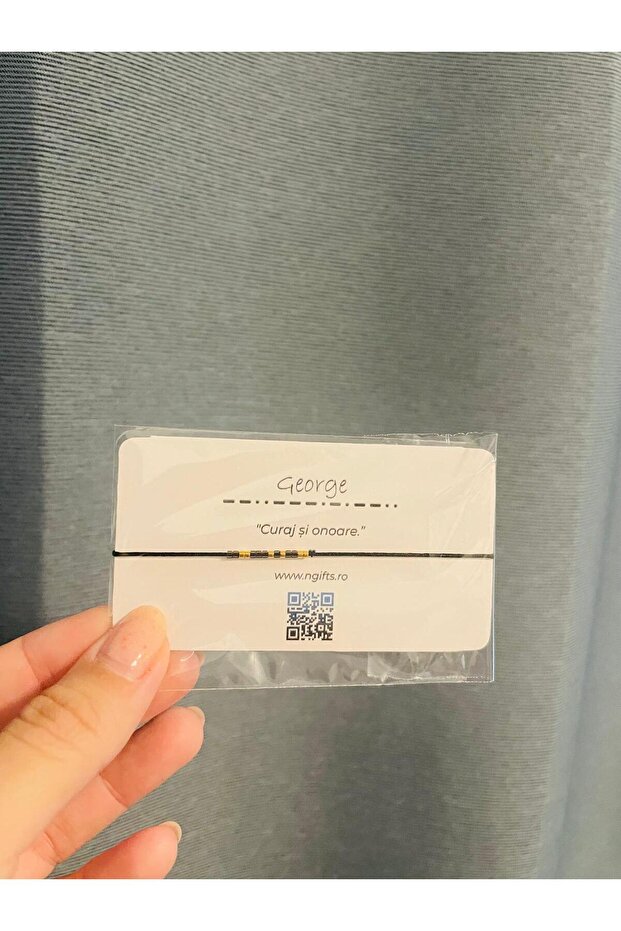 George
"Curaj și onoare."
www.ngifts.ro